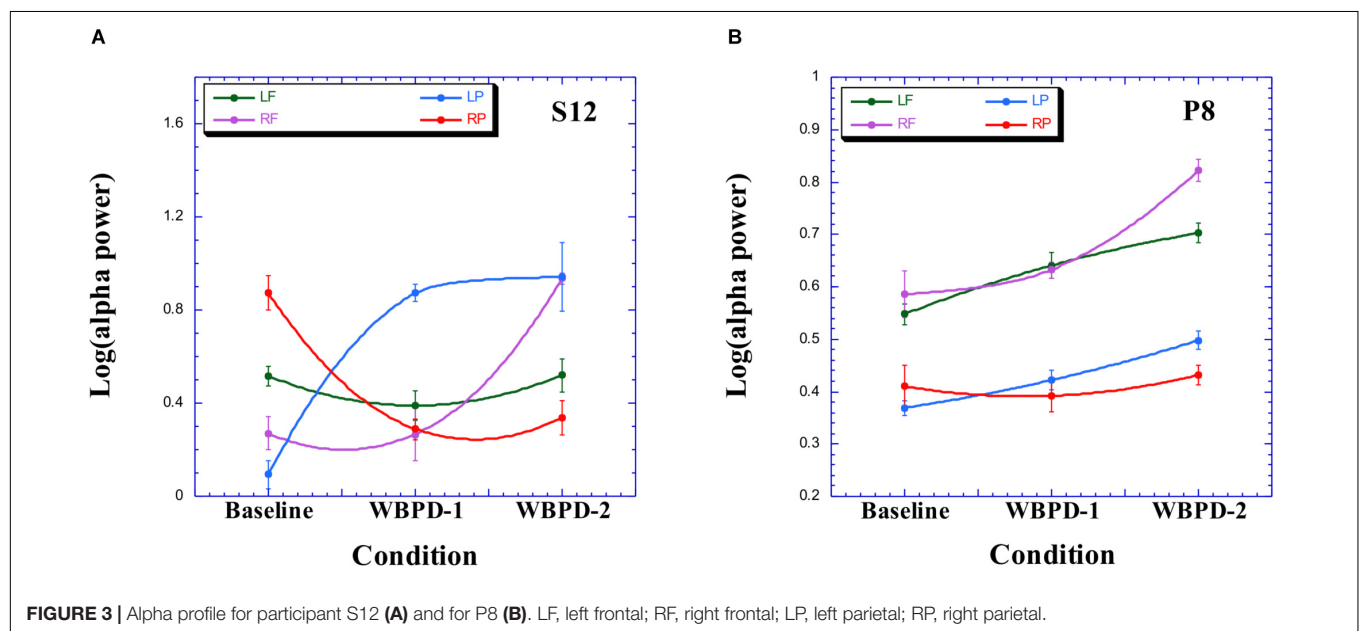 A
LF LP
RF RP
S12
1.6
1.2
0.8
0.4
0
Log(alpha power)
Baseline WBPD-1 WBPD-2
Condition
B
LF LP
RF RP
P8
1
0.9
0.8
0.7
0.6
0.5
0.4
0.3
0.2
Log(alpha power)
Baseline WBPD-1 WBPD-2
Condition
FIGURE 3 | Alpha profile for participant S12 (A) and for P8 (B). LF, left frontal; RF, right frontal; LP, left parietal; RP, right parietal.